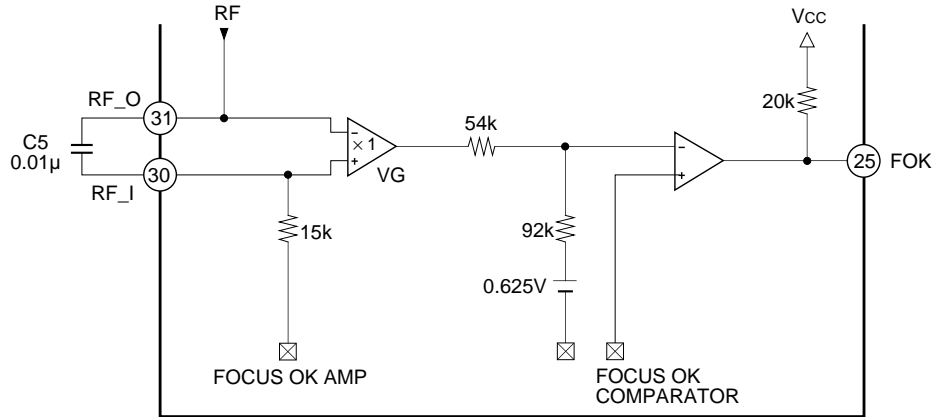 RF
VCC
RF_O
31
C5
0.01µ
30
RF_I
−
× 1
+
VG
54k
−
+
20k
25
FOK
15k
92k
0.625V
FOCUS OK AMP
FOCUS OK
COMPARATOR